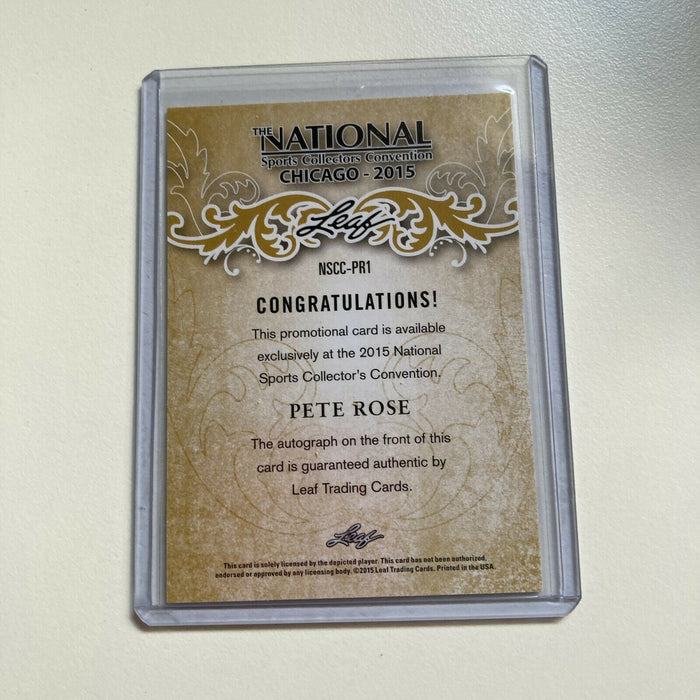 THE NATIONAL
Sports Collectors Convention
CHICAGO - 2015
Leaf
NSCC-PR1
CONGRATULATIONS!
This promotional card is available
exclusively at the 2015 National
Sports Collector's Convention.
PETE ROSE
The autograph on the front of this
card is guaranteed authentic by
Leaf Trading Cards.
Leaf
This card is solely licensed by the depicted player. This card has not been authorized,
endorsed or approved by any licensing body. ©2015 Leaf Trading Cards. Printed in the USA.